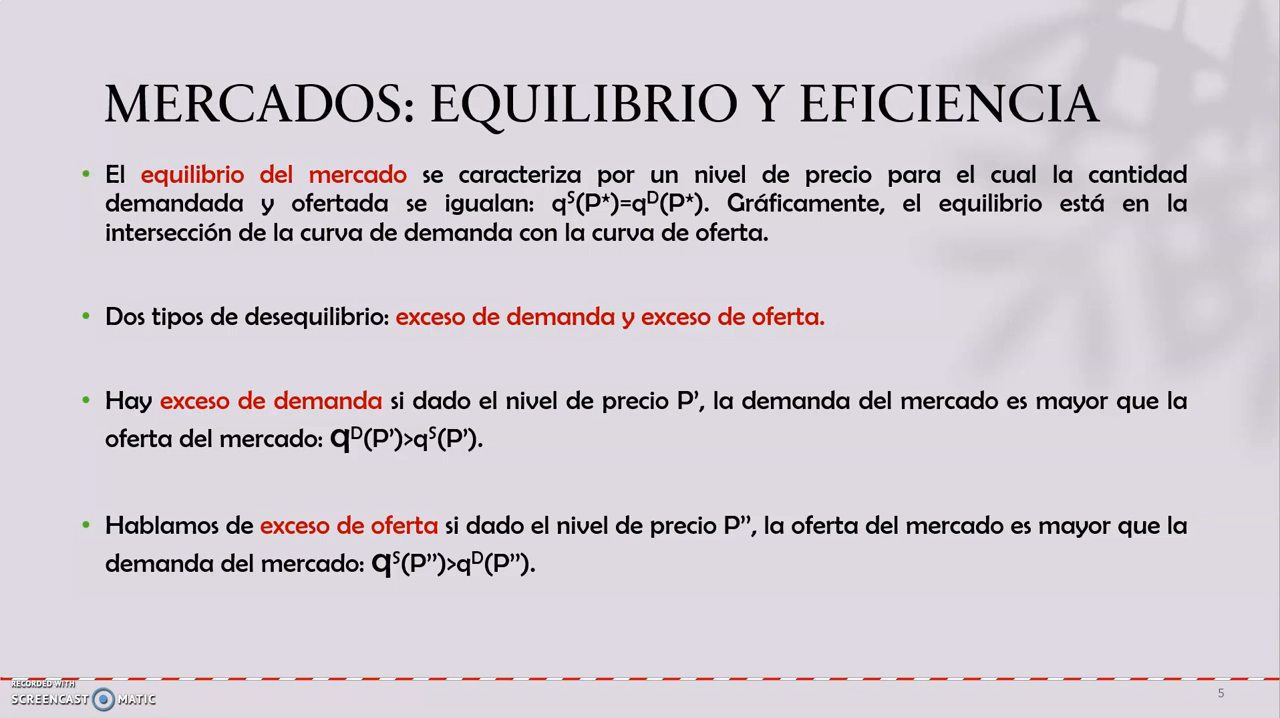 MERCADOS: EQUILIBRIO Y EFICIENCIA
• El equilibrio del mercado se caracteriza por un nivel de precio para el cual la cantidad
demandada y ofertada se igualan: qˢ(P*)=qᴰ(P*). Gráficamente, el equilibrio está en la
intersección de la curva de demanda con la curva de oferta.
• Dos tipos de desequilibrio: exceso de demanda y exceso de oferta.
• Hay exceso de demanda si dado el nivel de precio P’, la demanda del mercado es mayor que la
oferta del mercado: qᴰ(P’)>qˢ(P’).
• Hablamos de exceso de oferta si dado el nivel de precio P’’, la oferta del mercado es mayor que la
demanda del mercado: qˢ(P’’)>qᴰ(P’’).
RECORDED WITH
SCREENCAST MATIC
5